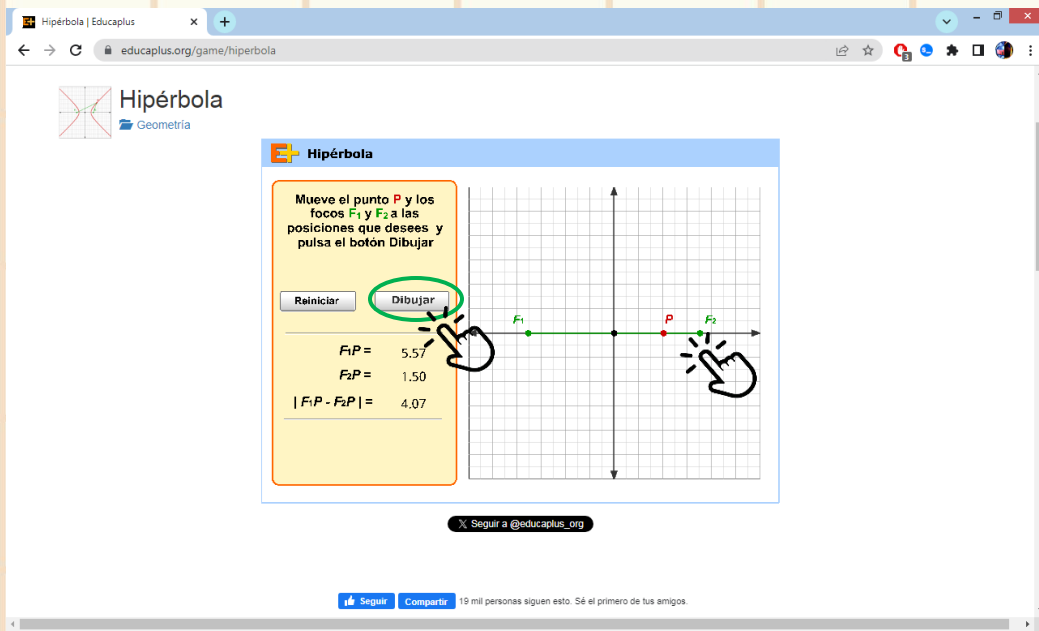 Hipérbola | Educaplus
educaplus.org/game/hiperbola
3
Hipérbola
Geometría
E+ Hipérbola
Mueve el punto P y los
focos F₁ y F₂ a las
posiciones que desees y
pulsa el botón Dibujar
Reiniciar
Dibujar
F₁P = 5.57
F₂P = 1.50
| F₁P - F₂P | = 4.07
F₁
P
F₂
Seguir a @educaplus_org
Seguir
Compartir
19 mil personas siguen esto. Sé el primero de tus amigos.